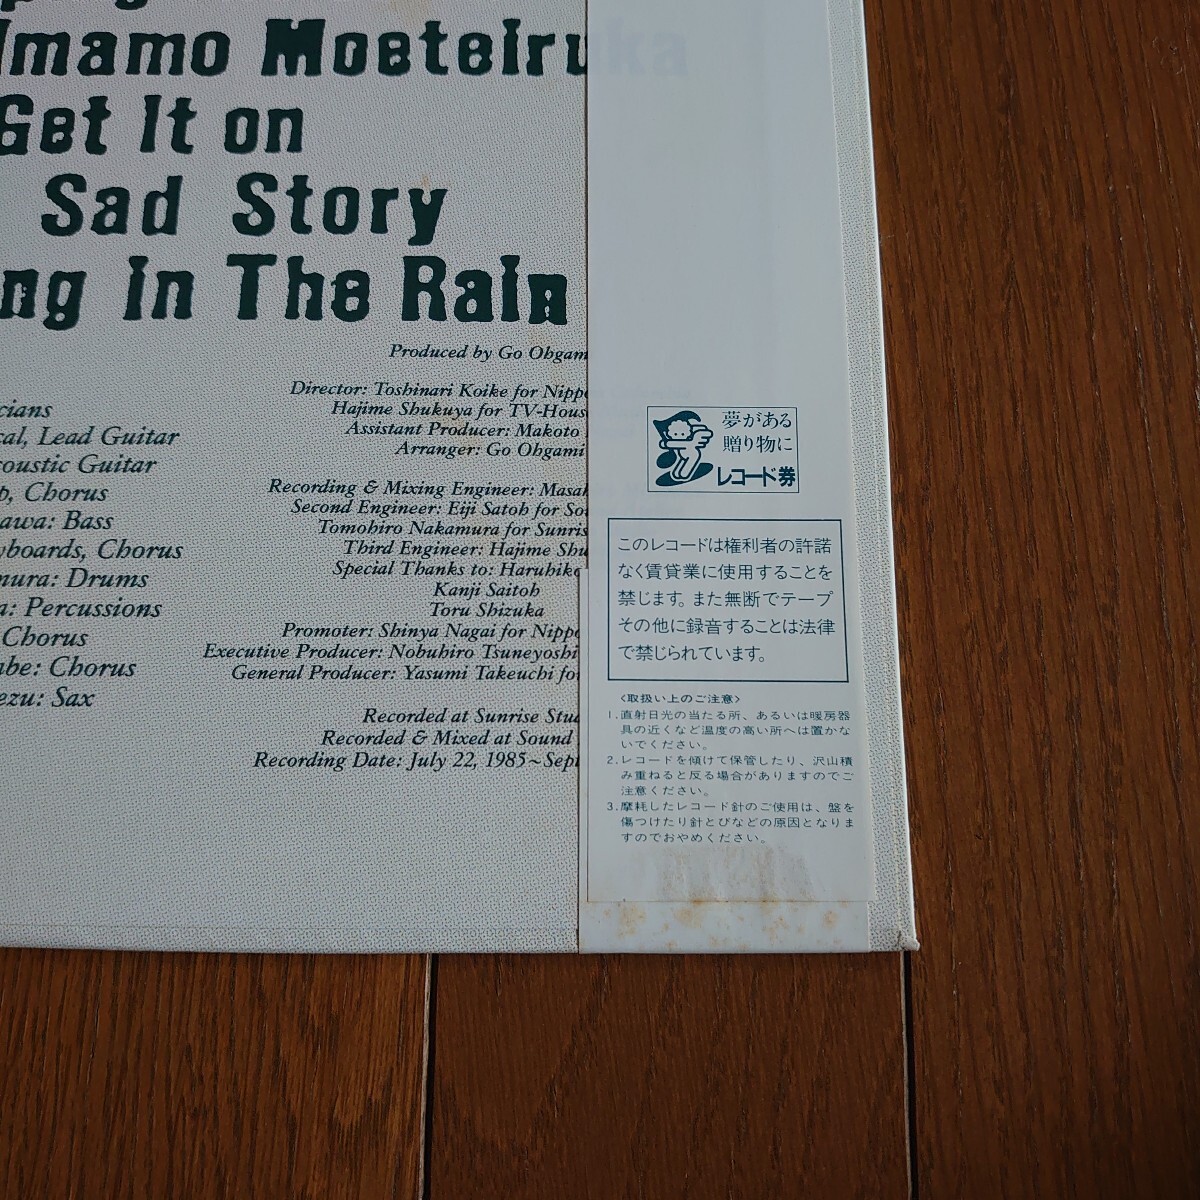 Imamo Moeteiruka
Get It on
Sad Story
ng in The Rain
Produced by Go Ohgami
Director: Toshinari Koike for Nippo
Hajime Shukuya for TV-Hous
Assistant Producer: Makoto
Arranger: Go Ohgami
Recording & Mixing Engineer: Masak
Second Engineer: Eiji Satoh for So
Tomohiro Nakamura for Sunris
Third Engineer: Hajime Shu
Special Thanks to: Haruhiko
Kanji Saitoh
Toru Shizuka
Promoter: Shinya Nagai for Nippo
Executive Producer: Nobuhiro Tsuneyoshi
General Producer: Yasumi Takeuchi fo
Recorded at Sunrise Stu
Recorded & Mixed at Sound
Recording Date: July 22, 1985~Sept
cians
cal, Lead Guitar
coustic Guitar
p, Chorus
awa: Bass
yboards, Chorus
mura: Drums
a: Percussions
Chorus
abe: Chorus
ezu: Sax
夢がある
贈り物に
レコード券
このレコードは権利者の許諾
なく賃貸業に使用することを
禁じます。また無断でテープ
その他に録音することは法律
で禁じられています。
〈取扱い上のご注意〉
1.直射日光の当たる所、あるいは暖房器
具の近くなど温度の高い所へは置かな
いでください。
2.レコードを傾けて保管したり、沢山積
み重ねると反る場合がありますのでご
注意ください。
3.摩耗したレコード針のご使用は、盤を
傷つけたり針とびなどの原因となりま
すのでおやめください。